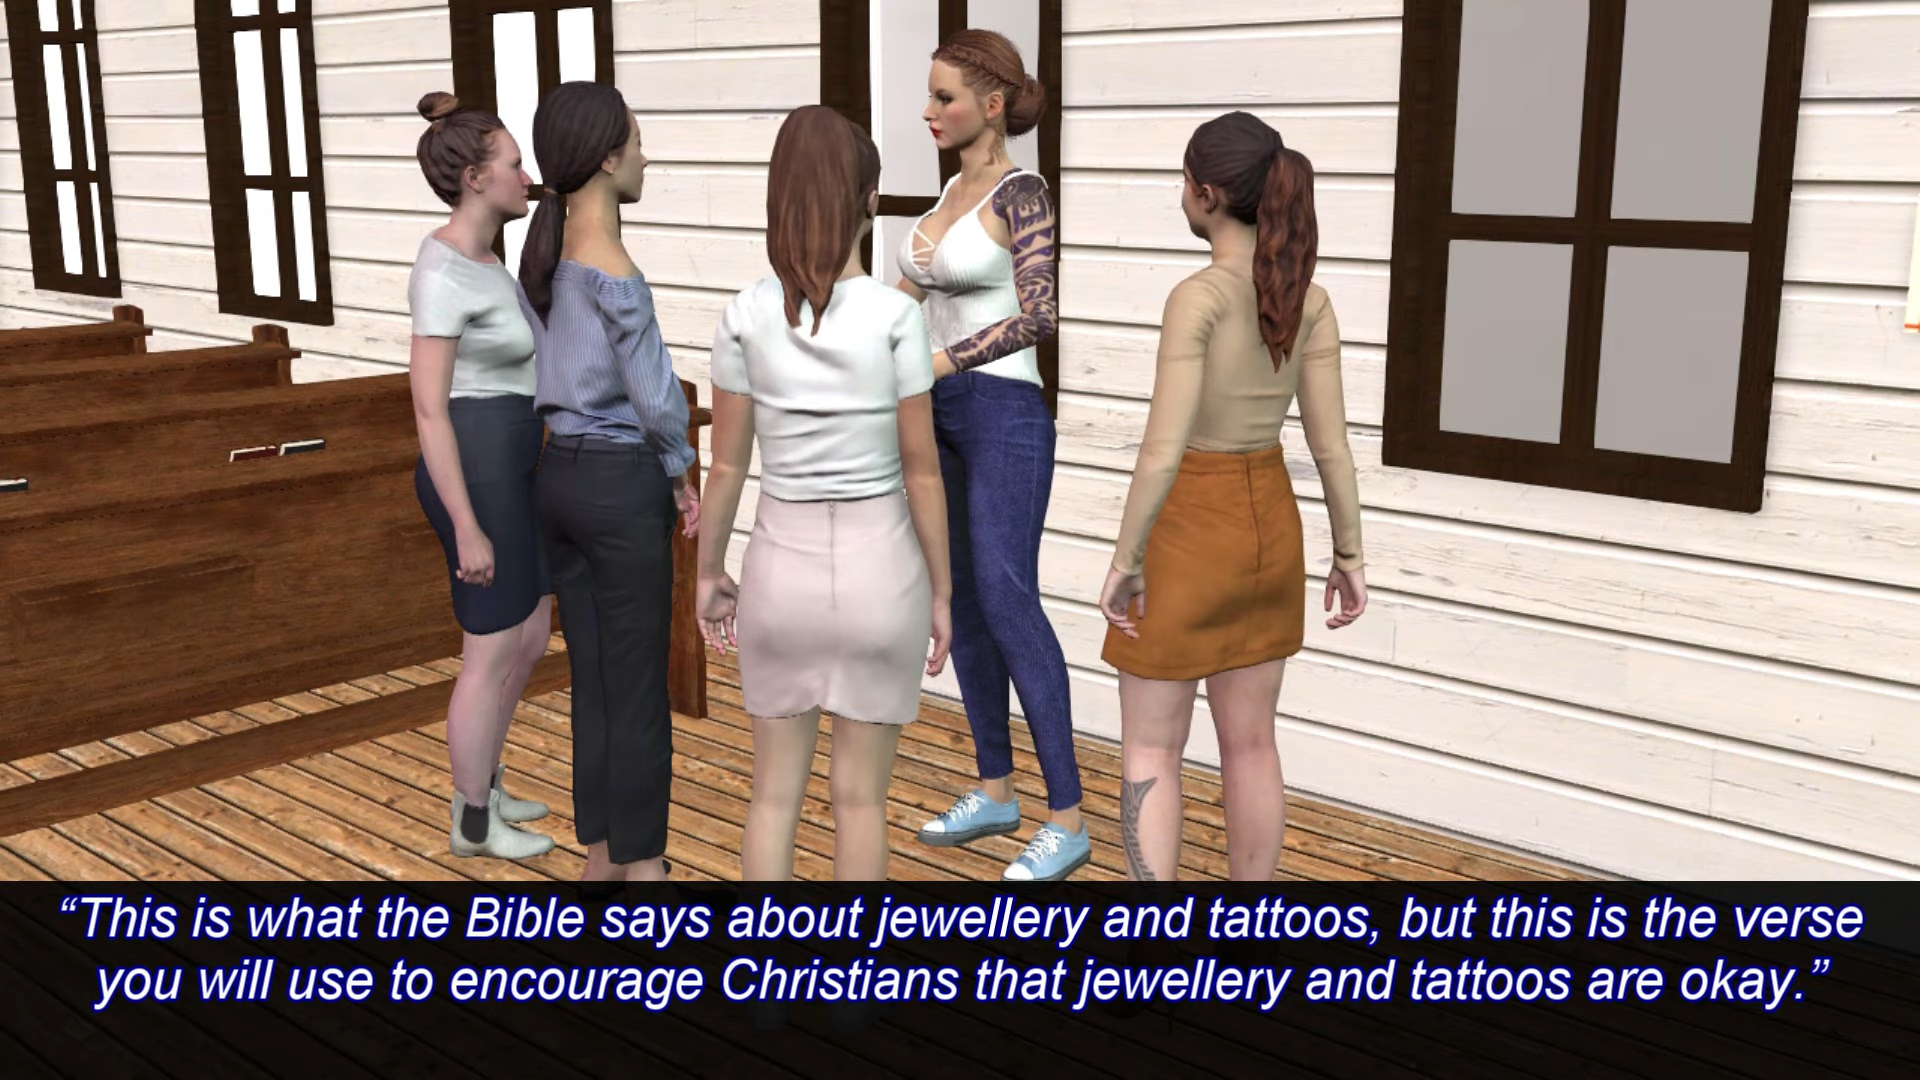 “This is what the Bible says about jewellery and tattoos, but this is the verse
you will use to encourage Christians that jewellery and tattoos are okay.”